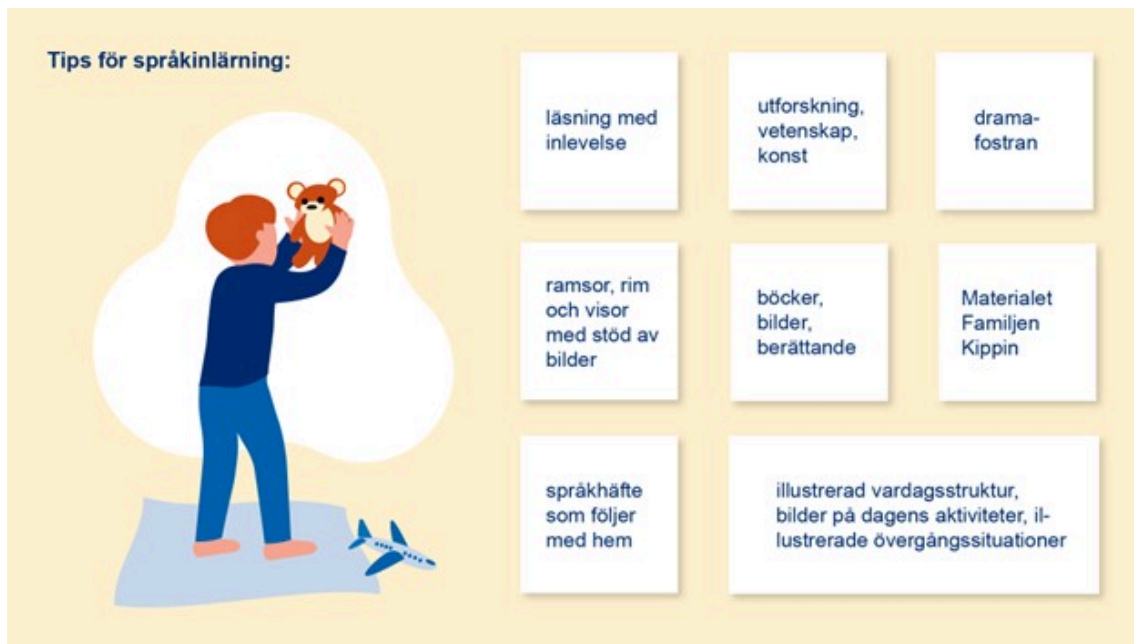 Tips för språkinlärning:
läsning med
inlevelse
utforskning,
vetenskap,
konst
drama-
fostran
ramsor, rim
och visor
med stöd av
bilder
böcker,
bilder,
berättande
Materialet
Familjen
Kippin
språkhäfte
som följer
med hem
illustrerad vardagsstruktur,
bilder på dagens aktiviteter, il-
lustrerade övergångssituationer